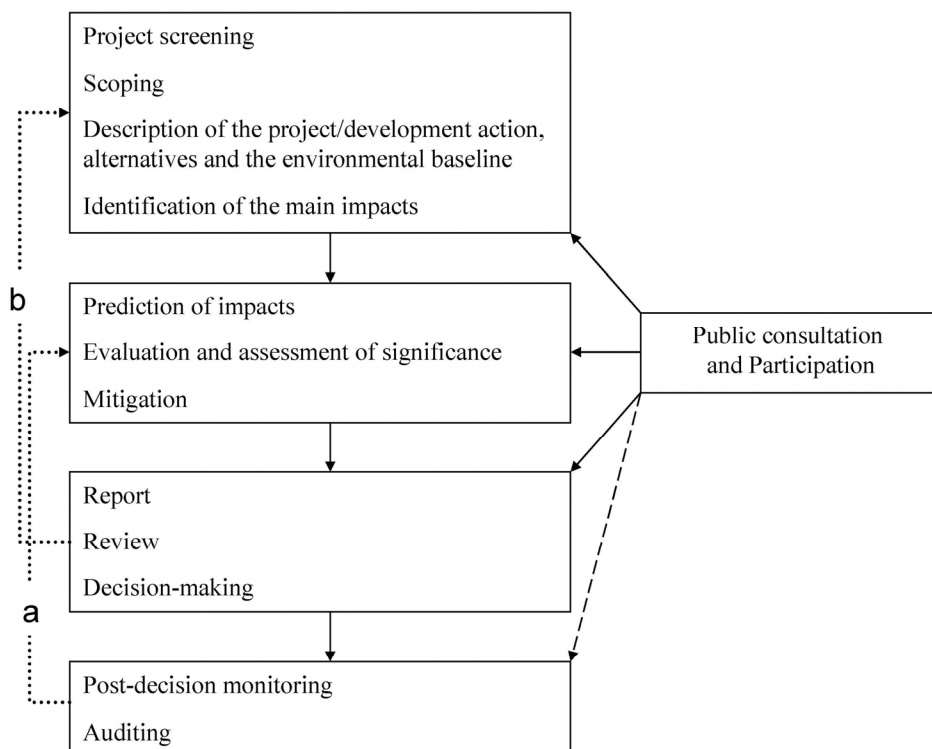 Project screening
Scoping
Description of the project/development action,
alternatives and the environmental baseline
Identification of the main impacts
b
Prediction of impacts
Evaluation and assessment of significance
Mitigation
Public consultation
and Participation
Report
Review
Decision-making
a
Post-decision monitoring
Auditing